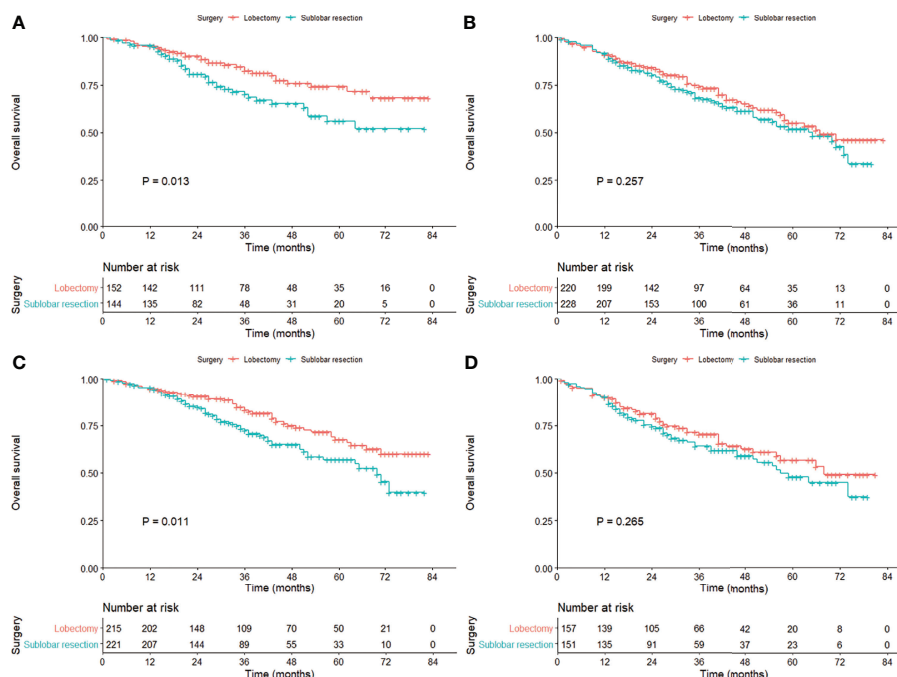 A
Surgery Lobectomy Sublobar resection
Overall survival
1.00
0.75
0.50
0.25
0.00
P = 0.013
0 12 24 36 48 60 72 84
Time (months)
Number at risk
Surgery
Lobectomy 152 142 111 78 48 35 16 0
Sublobar resection 144 135 82 48 31 20 5 0
0 12 24 36 48 60 72 84
Time (months)
B
Surgery Lobectomy Sublobar resection
Overall survival
1.00
0.75
0.50
0.25
0.00
P = 0.257
0 12 24 36 48 60 72 84
Time (months)
Number at risk
Surgery
Lobectomy 220 199 142 97 64 35 13 0
Sublobar resection 228 207 153 100 61 36 11 0
0 12 24 36 48 60 72 84
Time (months)
C
Surgery Lobectomy Sublobar resection
Overall survival
1.00
0.75
0.50
0.25
0.00
P = 0.011
0 12 24 36 48 60 72 84
Time (months)
Number at risk
Surgery
Lobectomy 215 202 148 109 70 50 21 0
Sublobar resection 221 207 144 89 55 33 10 0
0 12 24 36 48 60 72 84
Time (months)
D
Surgery Lobectomy Sublobar resection
Overall survival
1.00
0.75
0.50
0.25
0.00
P = 0.265
0 12 24 36 48 60 72 84
Time (months)
Number at risk
Surgery
Lobectomy 157 139 105 66 42 20 8 0
Sublobar resection 151 135 91 59 37 23 6 0
0 12 24 36 48 60 72 84
Time (months)